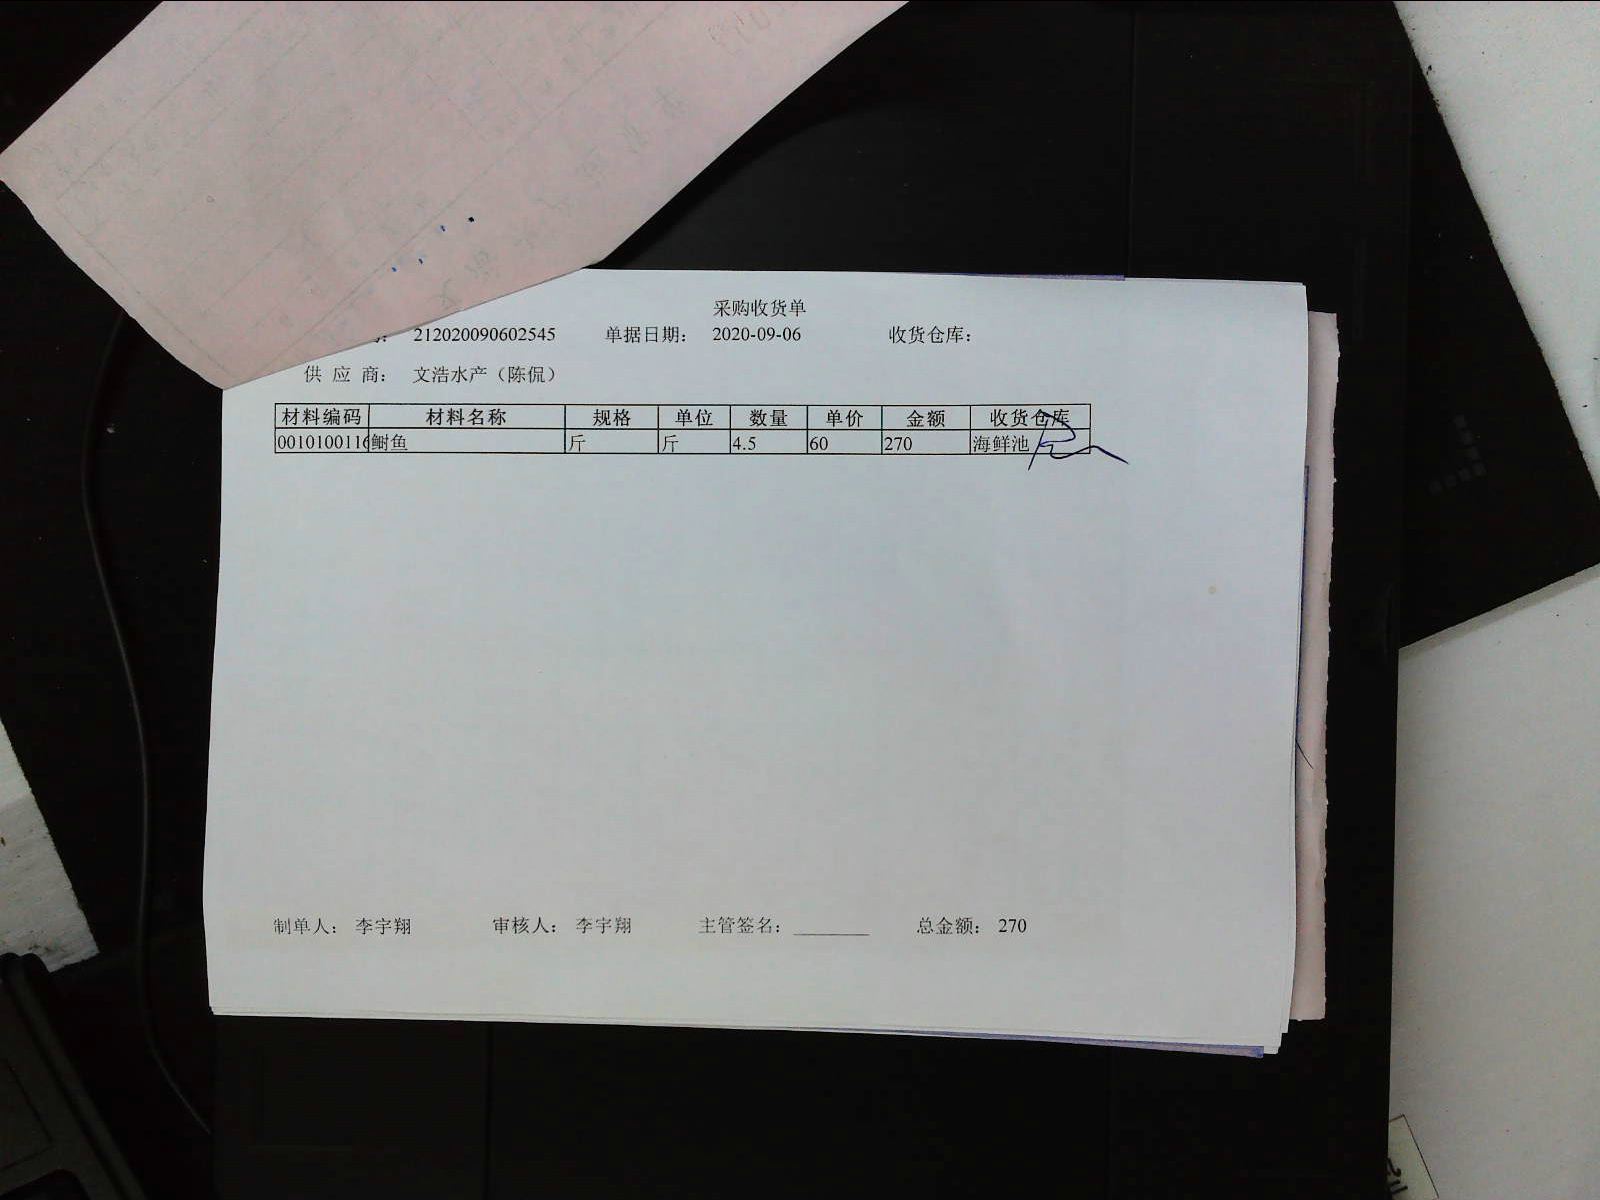 采购收货单
212020090602545 单据日期： 2020-09-06 收货仓库：
供 应 商： 文浩水产（陈侃）
材料编码 材料名称 规格 单位 数量 单价 金额 收货仓库
0010100116 鲥鱼 斤 斤 4.5 60 270 海鲜池
制单人： 李宇翔 审核人： 李宇翔 主管签名： ________ 总金额： 270